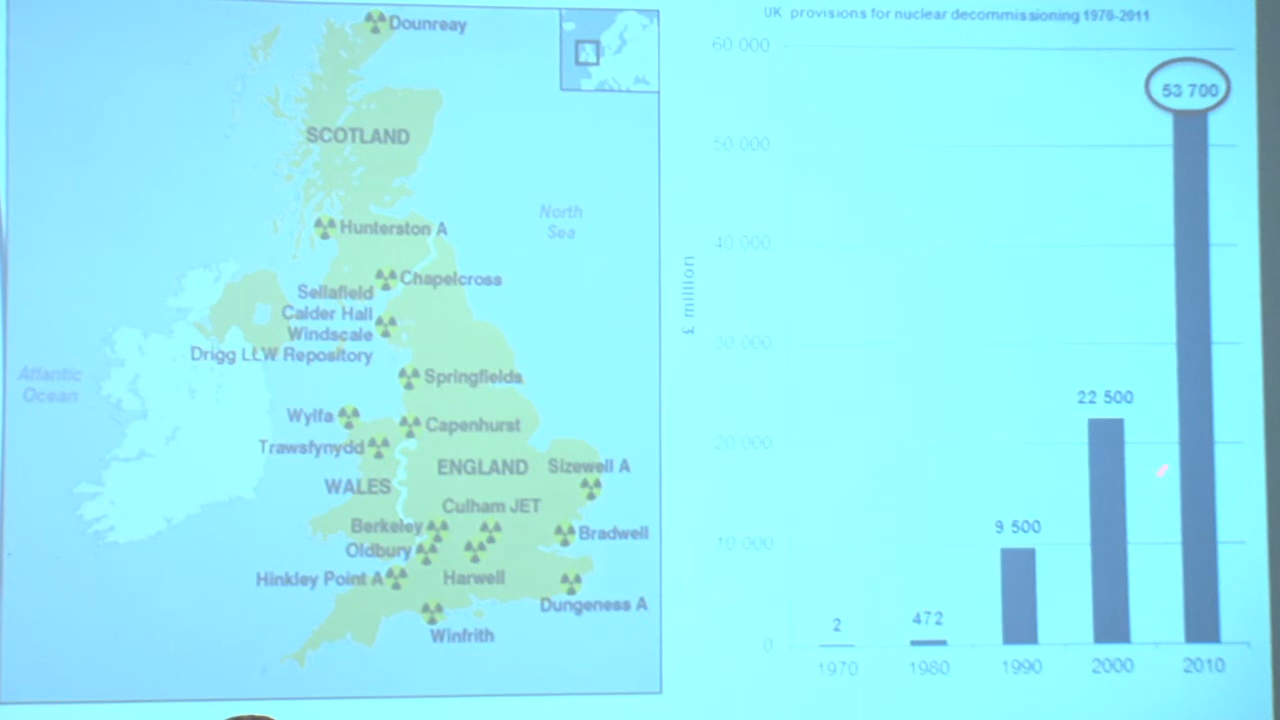 Dounreay
SCOTLAND
North
Sea
Hunterston A
Chapelcross
Sellafield
Calder Hall
Windscale
Drigg LLW Repository
Atlantic
Ocean
Springfields
Wylfa
Capenhurst
Trawsfynydd
ENGLAND
Sizewell A
WALES
Culham JET
Berkeley
Bradwell
Oldbury
Hinkley Point A
Harwell
Dungeness A
Winfrith
UK provisions for nuclear decommissioning 1970-2011
60 000
53 700
50 000
40 000
£ million
30 000
22 500
20 000
9 500
10 000
2
472
0
1970
1980
1990
2000
2010